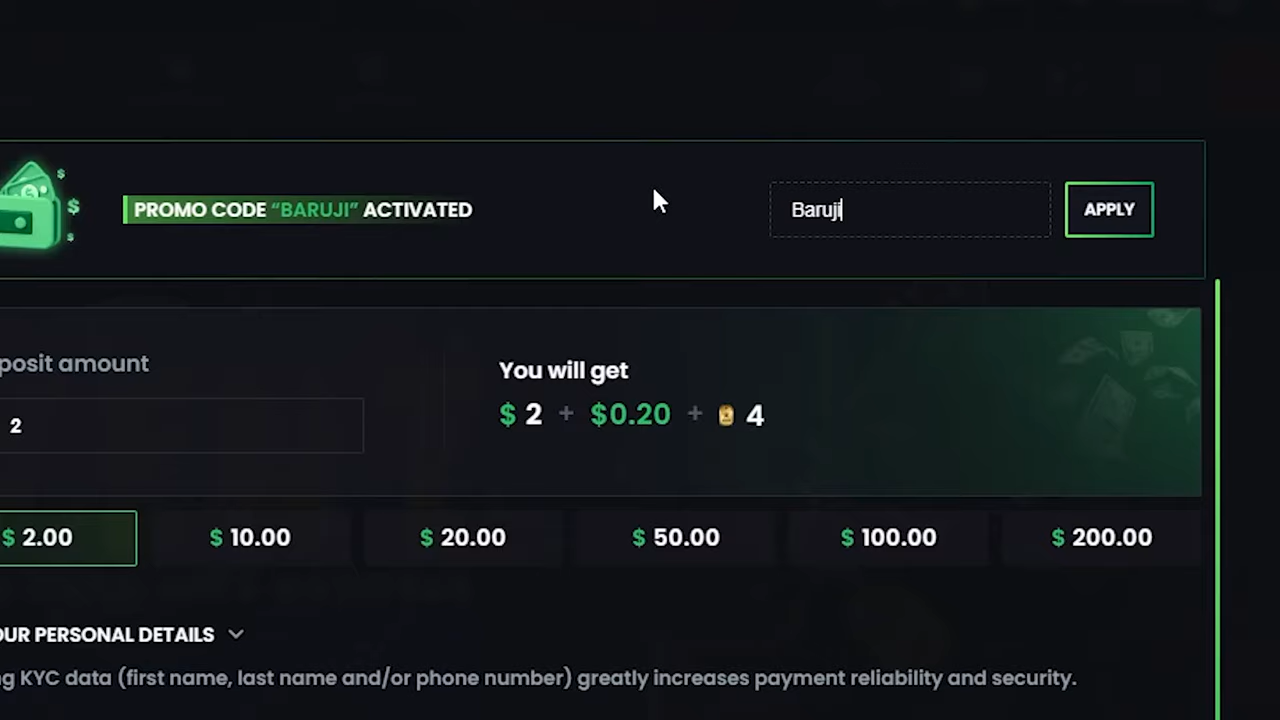 PROMO CODE “BARUJI” ACTIVATED
Baruji
APPLY
posit amount
You will get
2
$ 2 + $0.20 + 4
$ 2.00
$ 10.00
$ 20.00
$ 50.00
$ 100.00
$ 200.00
OUR PERSONAL DETAILS
g KYC data (first name, last name and/or phone number) greatly increases payment reliability and security.